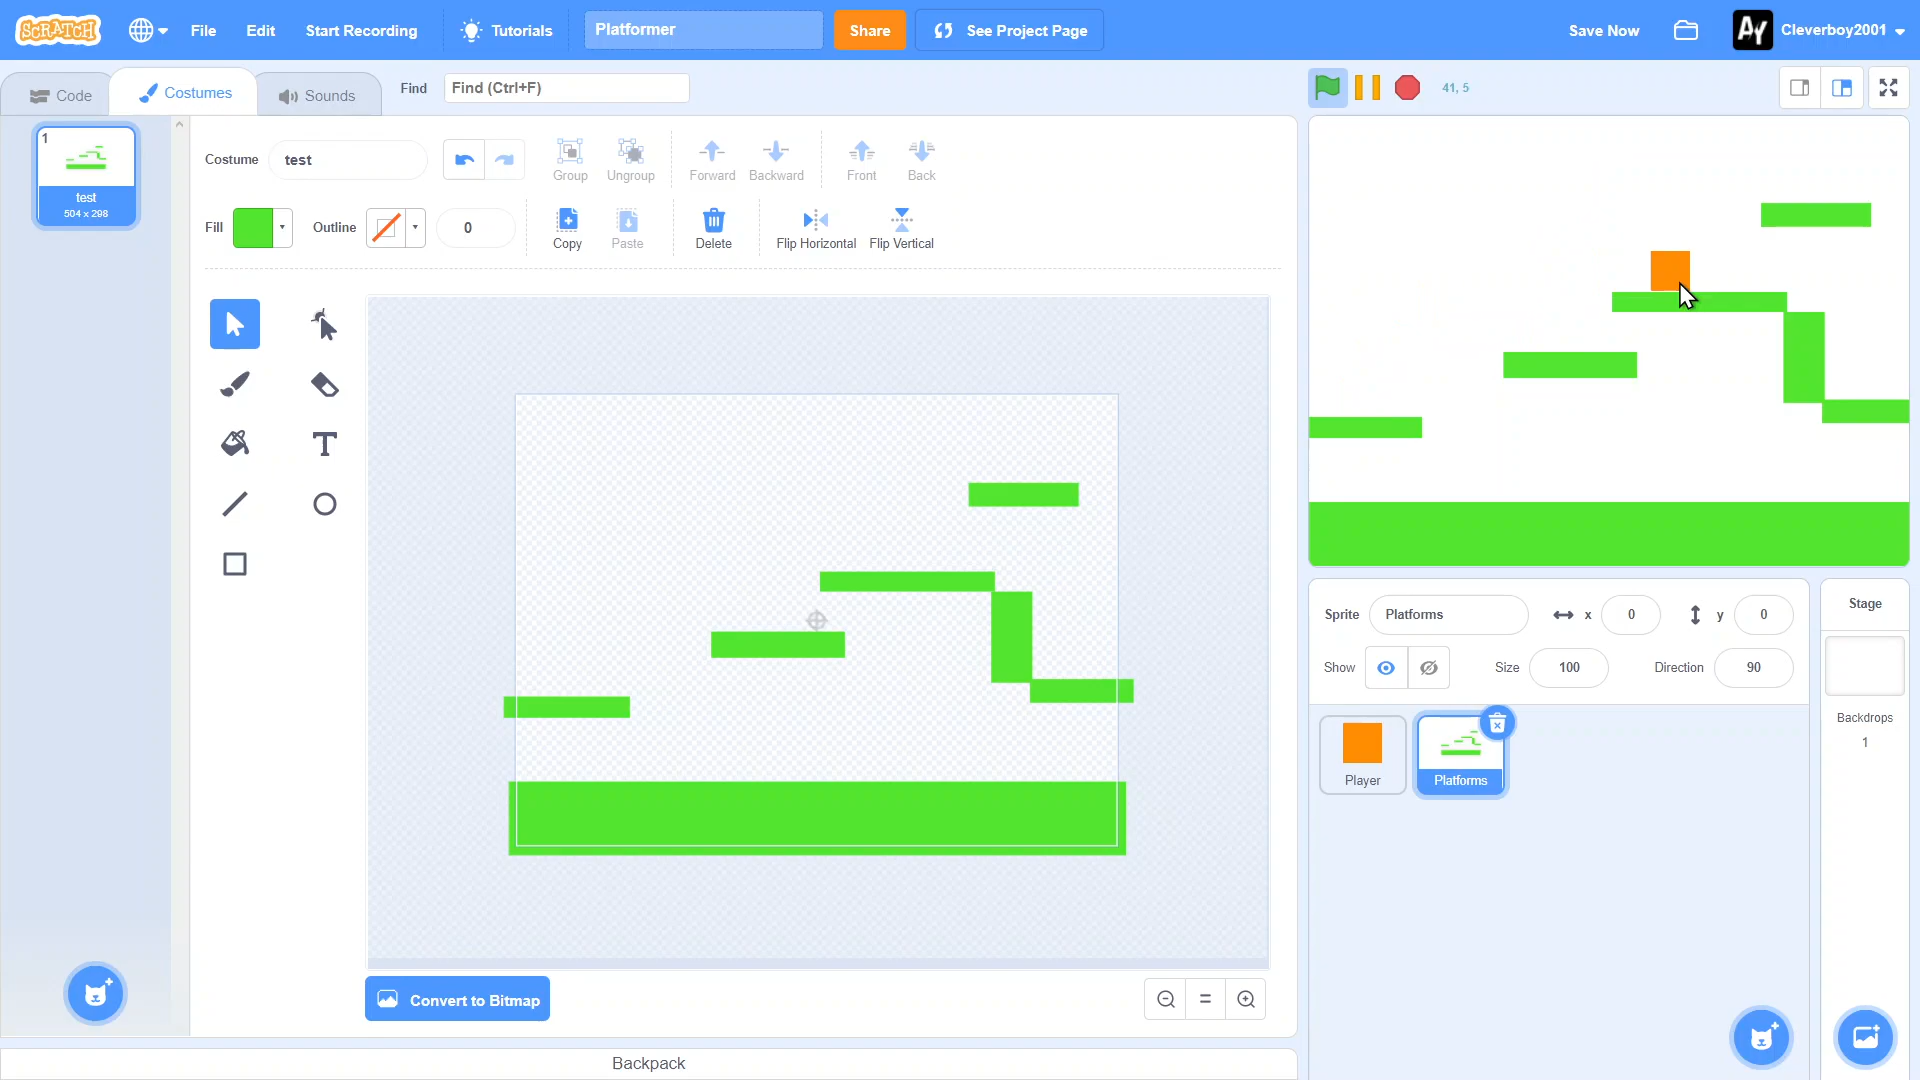 SCRATCH File Edit Start Recording Tutorials Platformer Share See Project Page Save Now Ay Cleverboy2001
Code Costumes Sounds Find Find (Ctrl+F) 41, 5
1
test
504 x 298
Costume test Group Ungroup Forward Backward Front Back
Fill Outline 0 Copy Paste Delete Flip Horizontal Flip Vertical
T
Convert to Bitmap =
Backpack
Sprite Platforms x 0 y 0
Show Size 100 Direction 90
Player Platforms
Stage
Backdrops
1